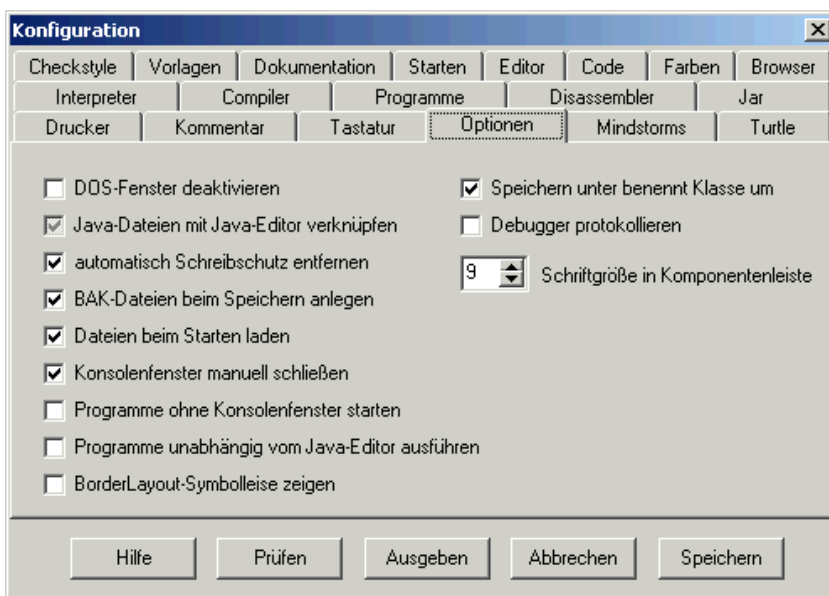 Konfiguration
Checkstyle Vorlagen Dokumentation Starten Editor Code Farben Browser
Interpreter Compiler Programme Disassembler Jar
Drucker Kommentar Tastatur Optionen Mindstorms Turtle
DOS-Fenster deaktivieren
Java-Dateien mit Java-Editor verknüpfen
automatisch Schreibschutz entfernen
BAK-Dateien beim Speichern anlegen
Dateien beim Starten laden
Konsolenfenster manuell schließen
Programme ohne Konsolenfenster starten
Programme unabhängig vom Java-Editor ausführen
BorderLayout-Symbolleise zeigen
Speichern unter benennt Klasse um
Debugger protokollieren
9 Schriftgröße in Komponentenleiste
Hilfe Prüfen Ausgeben Abbrechen Speichern